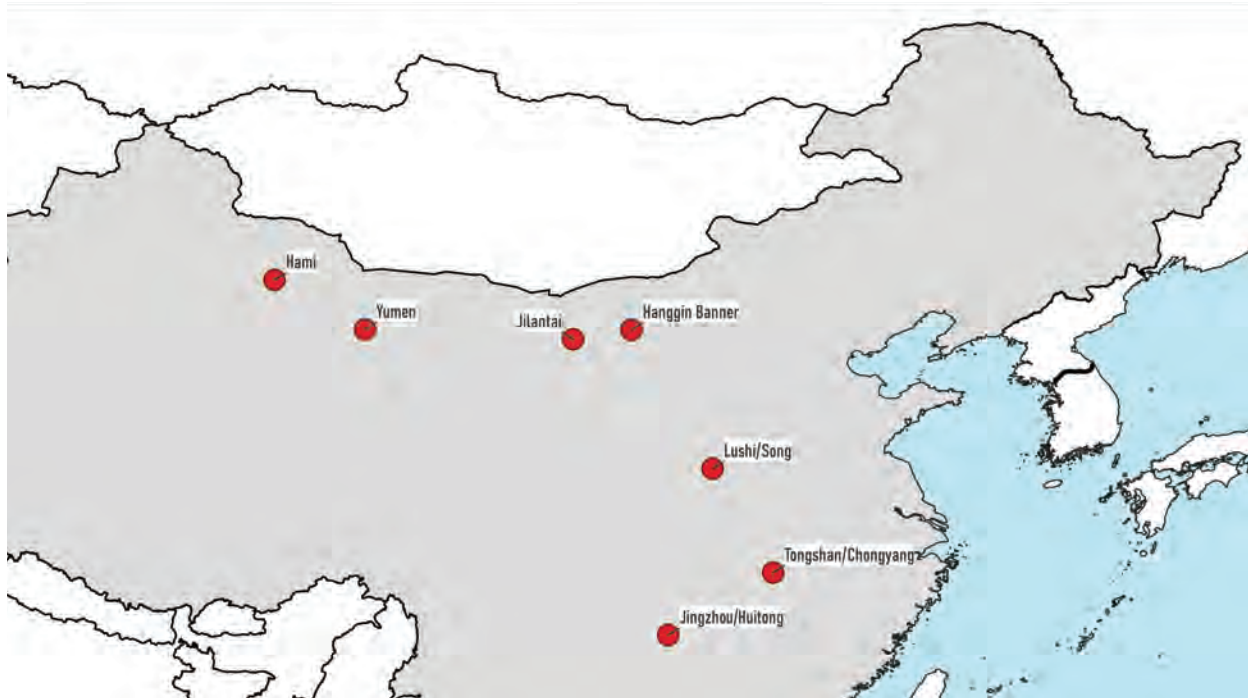 Hami
Yumen
Jilantai
Hanggin Banner
Lushi/Song
Tongshan/Chongyang
Jingzhou/Huitong